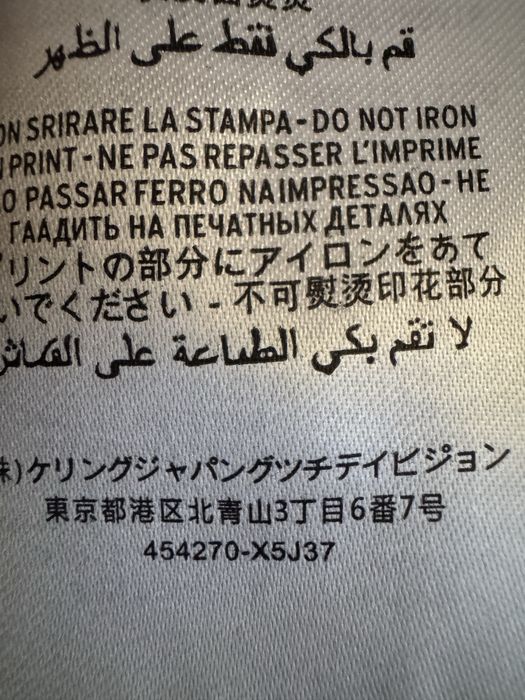 قم بالكي فقط على الظهر
ON SRIRARE LA STAMPA-DO NOT IRON
PRINT-NE PAS REPASSER L'IMPRIME
O PASSAR FERRO NA IMPRESSAO-НЕ
ГААДИТЬ НА ПЕЧАТНЫХ ДЕТАЛЯХ
リントの部分にアイロンをあて
いでください - 不可熨烫印花部分
لا تقم بكي الطباعة على القماش
株)ケリングジャパングツチデイビジョン
東京都港区北青山3丁目6番7号
454270-X5J37